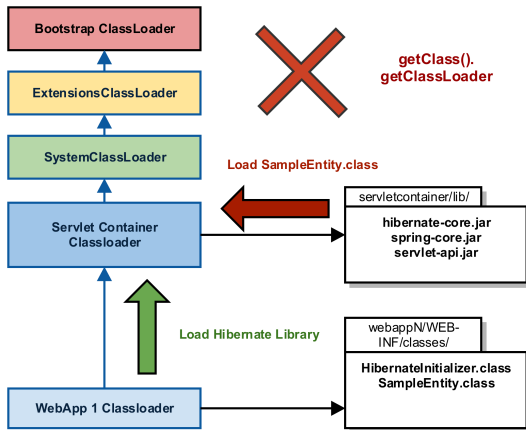 Bootstrap ClassLoader
getClass().
getClassLoader
ExtensionsClassLoader
SystemClassLoader
Load SampleEntity.class
servletcontainer/lib/
Servlet Container
Classloader
hibernate-core.jar
spring-core.jar
servlet-api.jar
Load Hibernate Library
webappN/WEB-
INF/classes/
HibernateInitializer.class
SampleEntity.class
WebApp 1 Classloader